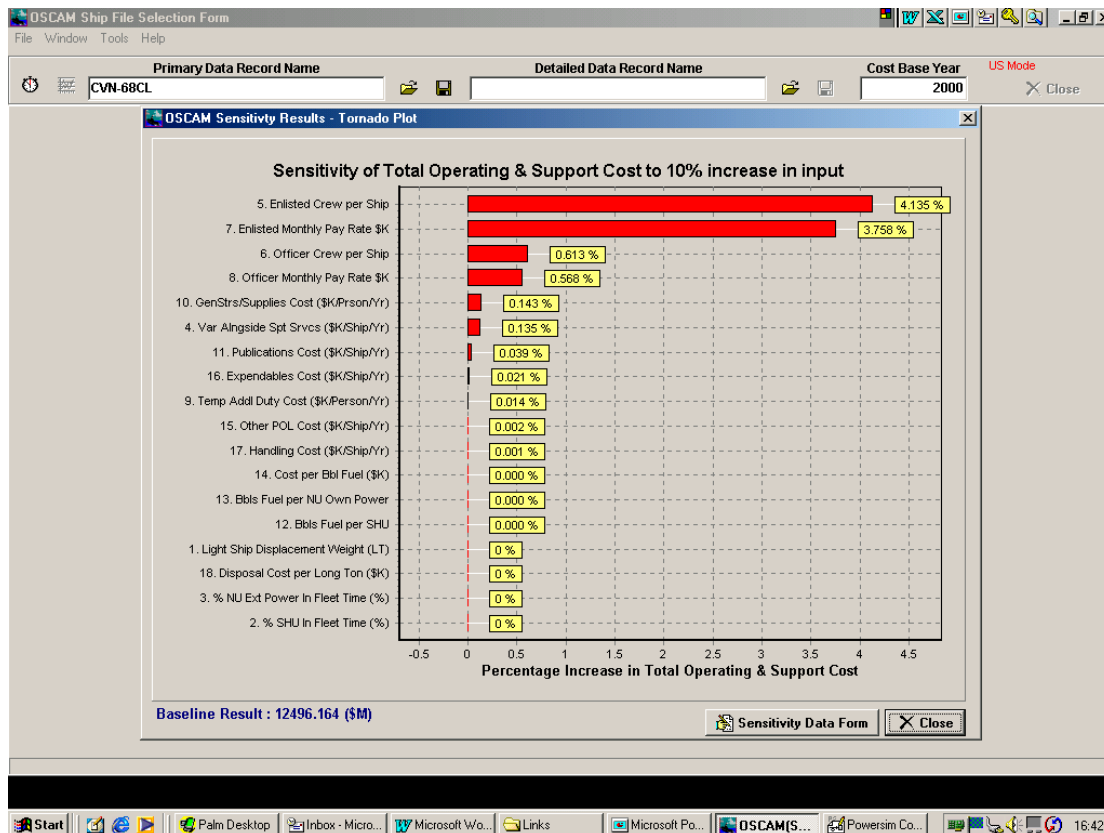 OSCAM Ship File Selection Form
File Window Tools Help
Primary Data Record Name Detailed Data Record Name Cost Base Year US Mode
CVN-68CL 2000 Close
OSCAM Sensitivty Results - Tornado Plot
Sensitivity of Total Operating & Support Cost to 10% increase in input
5. Enlisted Crew per Ship 4.135 %
7. Enlisted Monthly Pay Rate $K 3.758 %
6. Officer Crew per Ship 0.613 %
8. Officer Monthly Pay Rate $K 0.568 %
10. GenStrs/Supplies Cost ($K/Prson/Yr) 0.143 %
4. Var Alngside Spt Srvcs ($K/Ship/Yr) 0.135 %
11. Publications Cost ($K/Ship/Yr) 0.039 %
16. Expendables Cost ($K/Ship/Yr) 0.021 %
9. Temp Addl Duty Cost ($K/Person/Yr) 0.014 %
15. Other POL Cost ($K/Ship/Yr) 0.002 %
17. Handling Cost ($K/Ship/Yr) 0.001 %
14. Cost per Bbl Fuel ($K) 0.000 %
13. Bbls Fuel per NU Own Power 0.000 %
12. Bbls Fuel per SHU 0.000 %
1. Light Ship Displacement Weight (LT) 0 %
18. Disposal Cost per Long Ton ($K) 0 %
3. % NU Ext Power In Fleet Time (%) 0 %
2. % SHU In Fleet Time (%) 0 %
-0.5 0 0.5 1 1.5 2 2.5 3 3.5 4 4.5
Percentage Increase in Total Operating & Support Cost
Baseline Result : 12496.164 ($M)
Sensitivity Data Form Close
Start Palm Desktop Inbox - Micro... Microsoft Wo... Links Microsoft Po... OSCAM(S... Powersim Co... 16:42